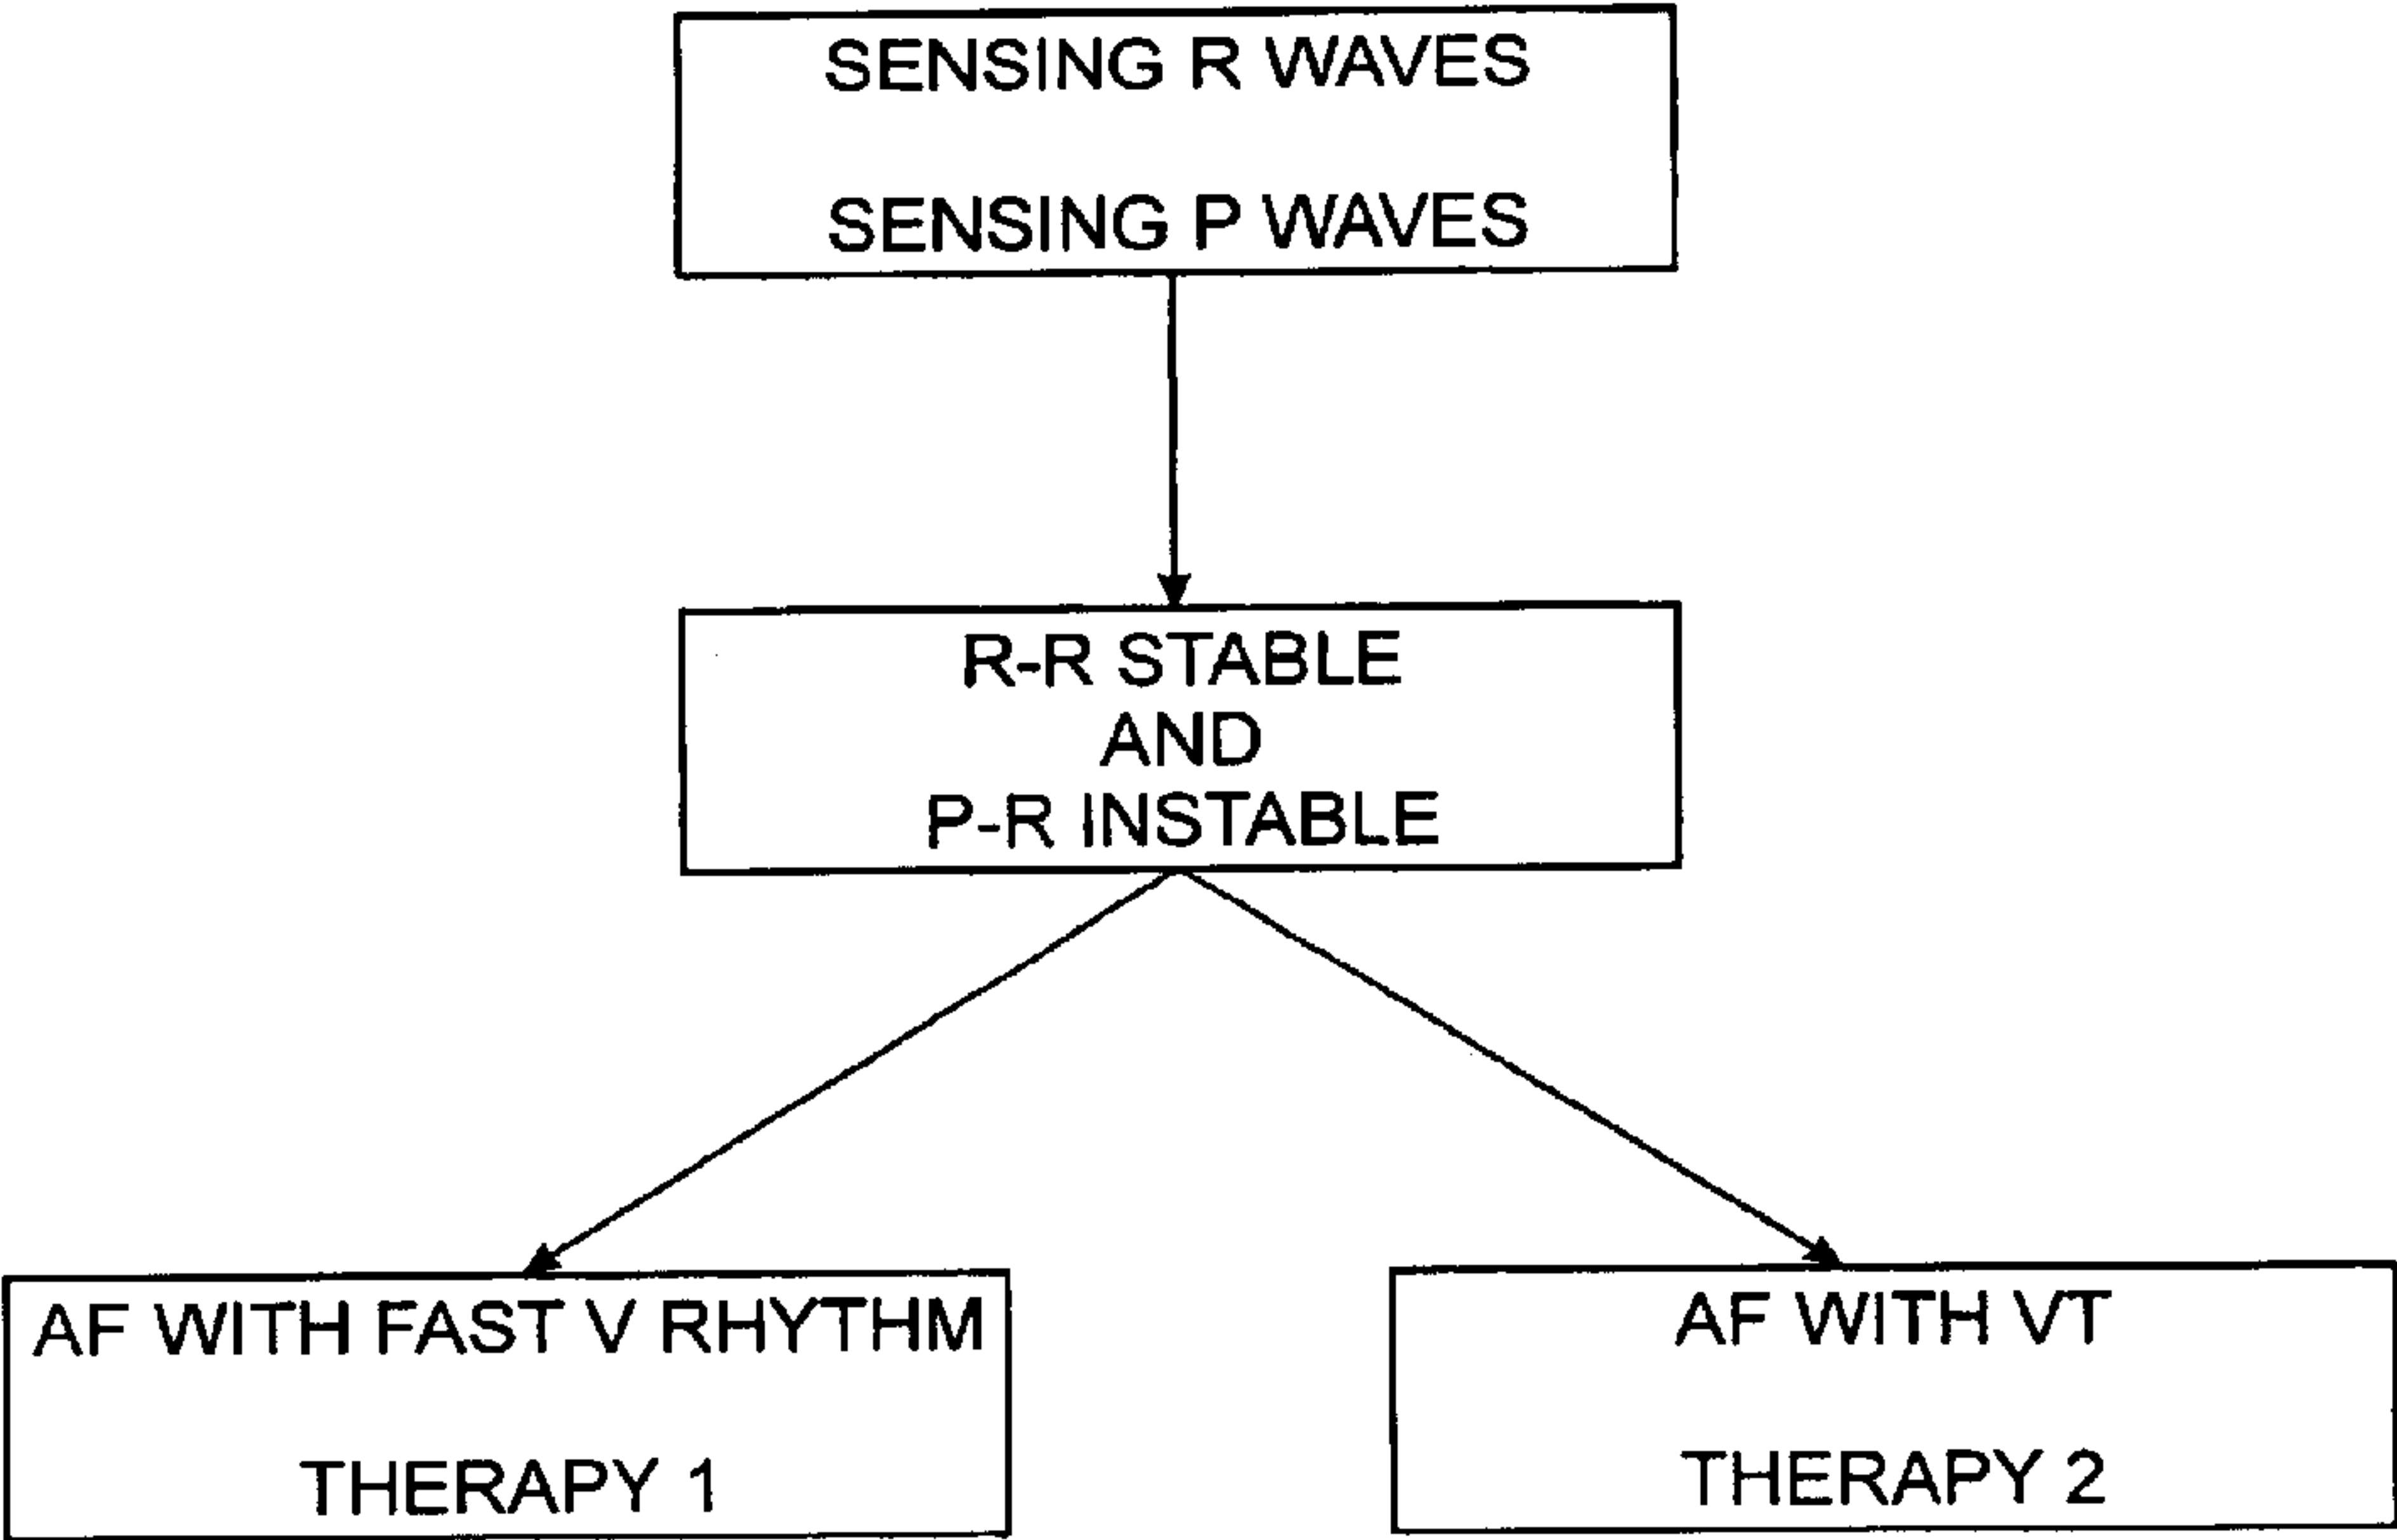 SENSING R WAVES
SENSING P WAVES
R-R STABLE
AND
P-R INSTABLE
AF WITH FAST V RHYTHM
THERAPY 1
AF WITH VT
THERAPY 2